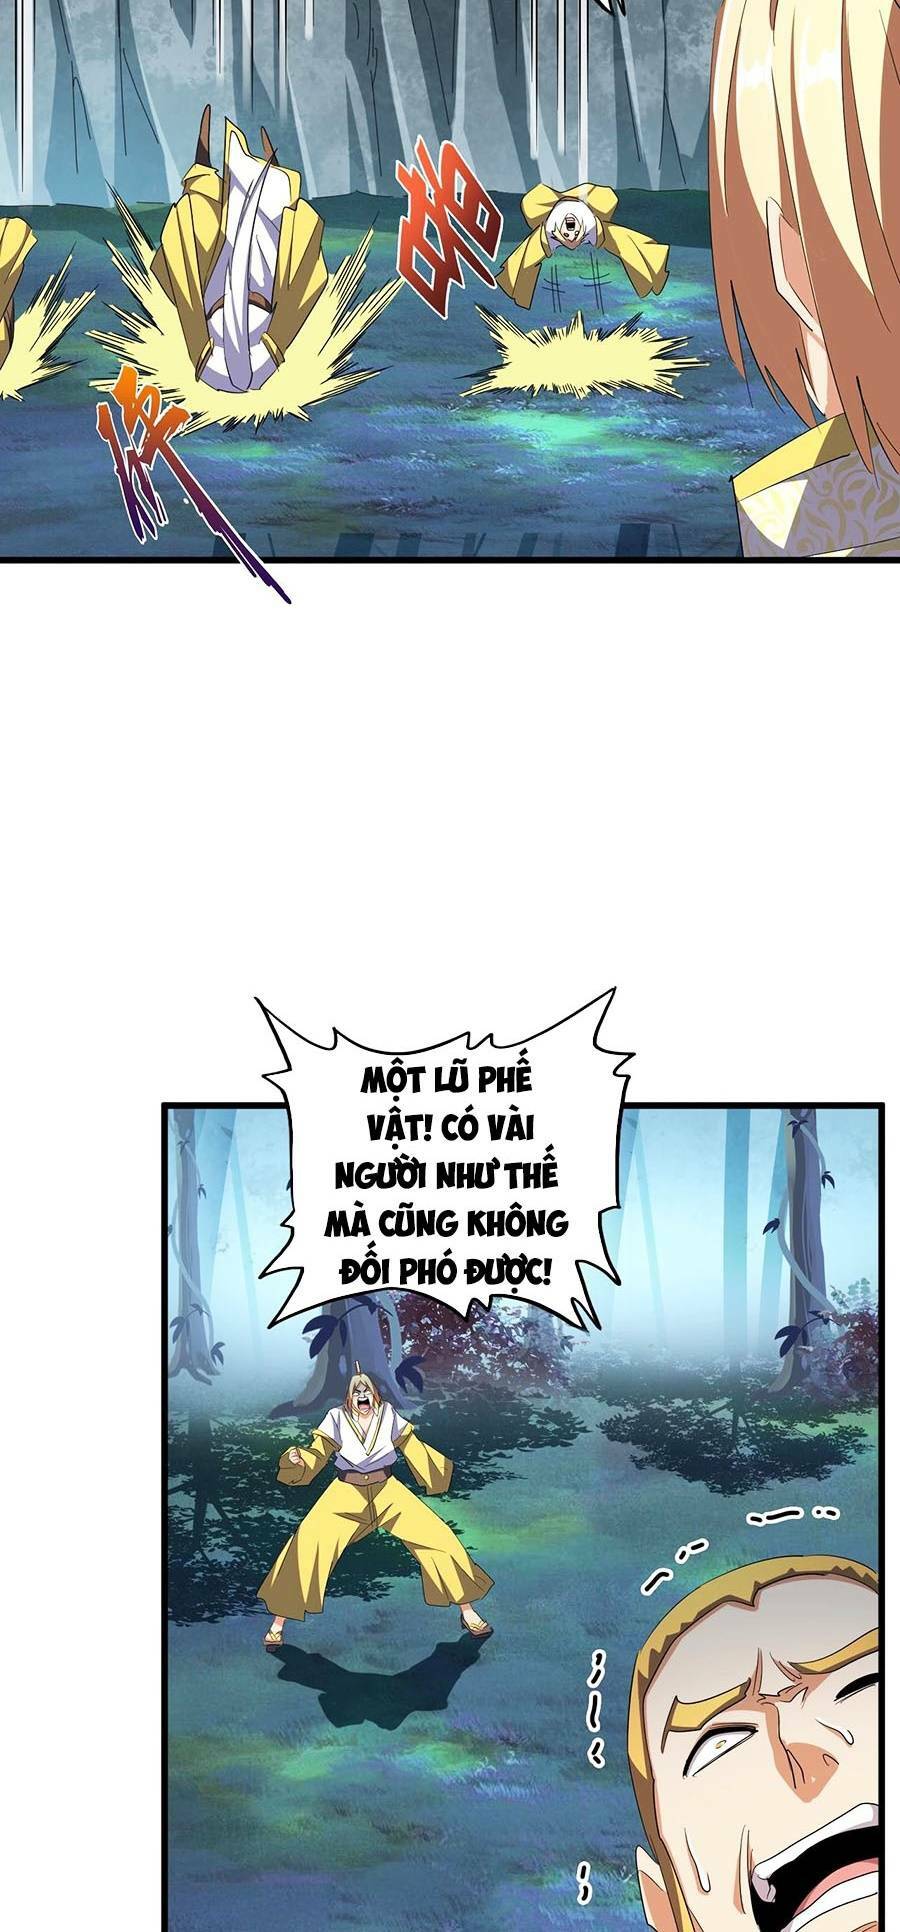 MỘT LŨ PHẾ
VẬT! CÓ VÀI
NGƯỜI NHƯ THẾ
MÀ CŨNG KHÔNG
ĐỐI PHÓ ĐƯỢC!